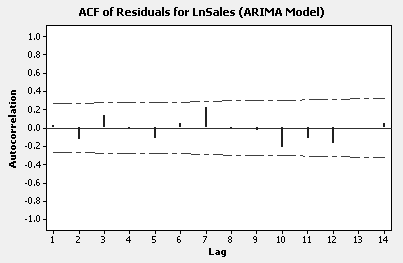 ACF of Residuals for LnSales (ARIMA Model)
1.0
0.8
0.6
0.4
0.2
0.0
-0.2
-0.4
-0.6
-0.8
-1.0
Autocorrelation
1 2 3 4 5 6 7 8 9 10 11 12 13 14
Lag